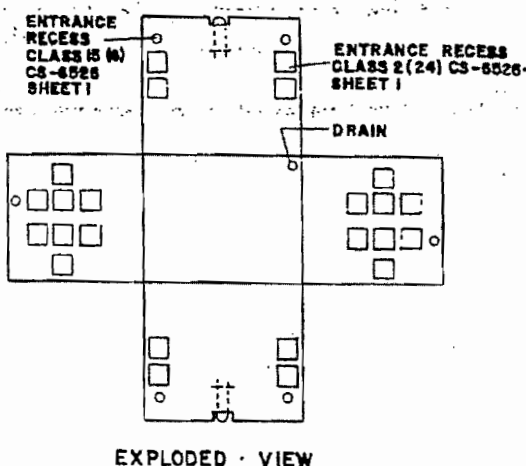 ENTRANCE
RECESS
CLASS 15 (6)
CS-6526
SHEET 1
ENTRANCE RECESS
CLASS 2 (24) CS-6526-
SHEET 1
DRAIN
EXPLODED · VIEW